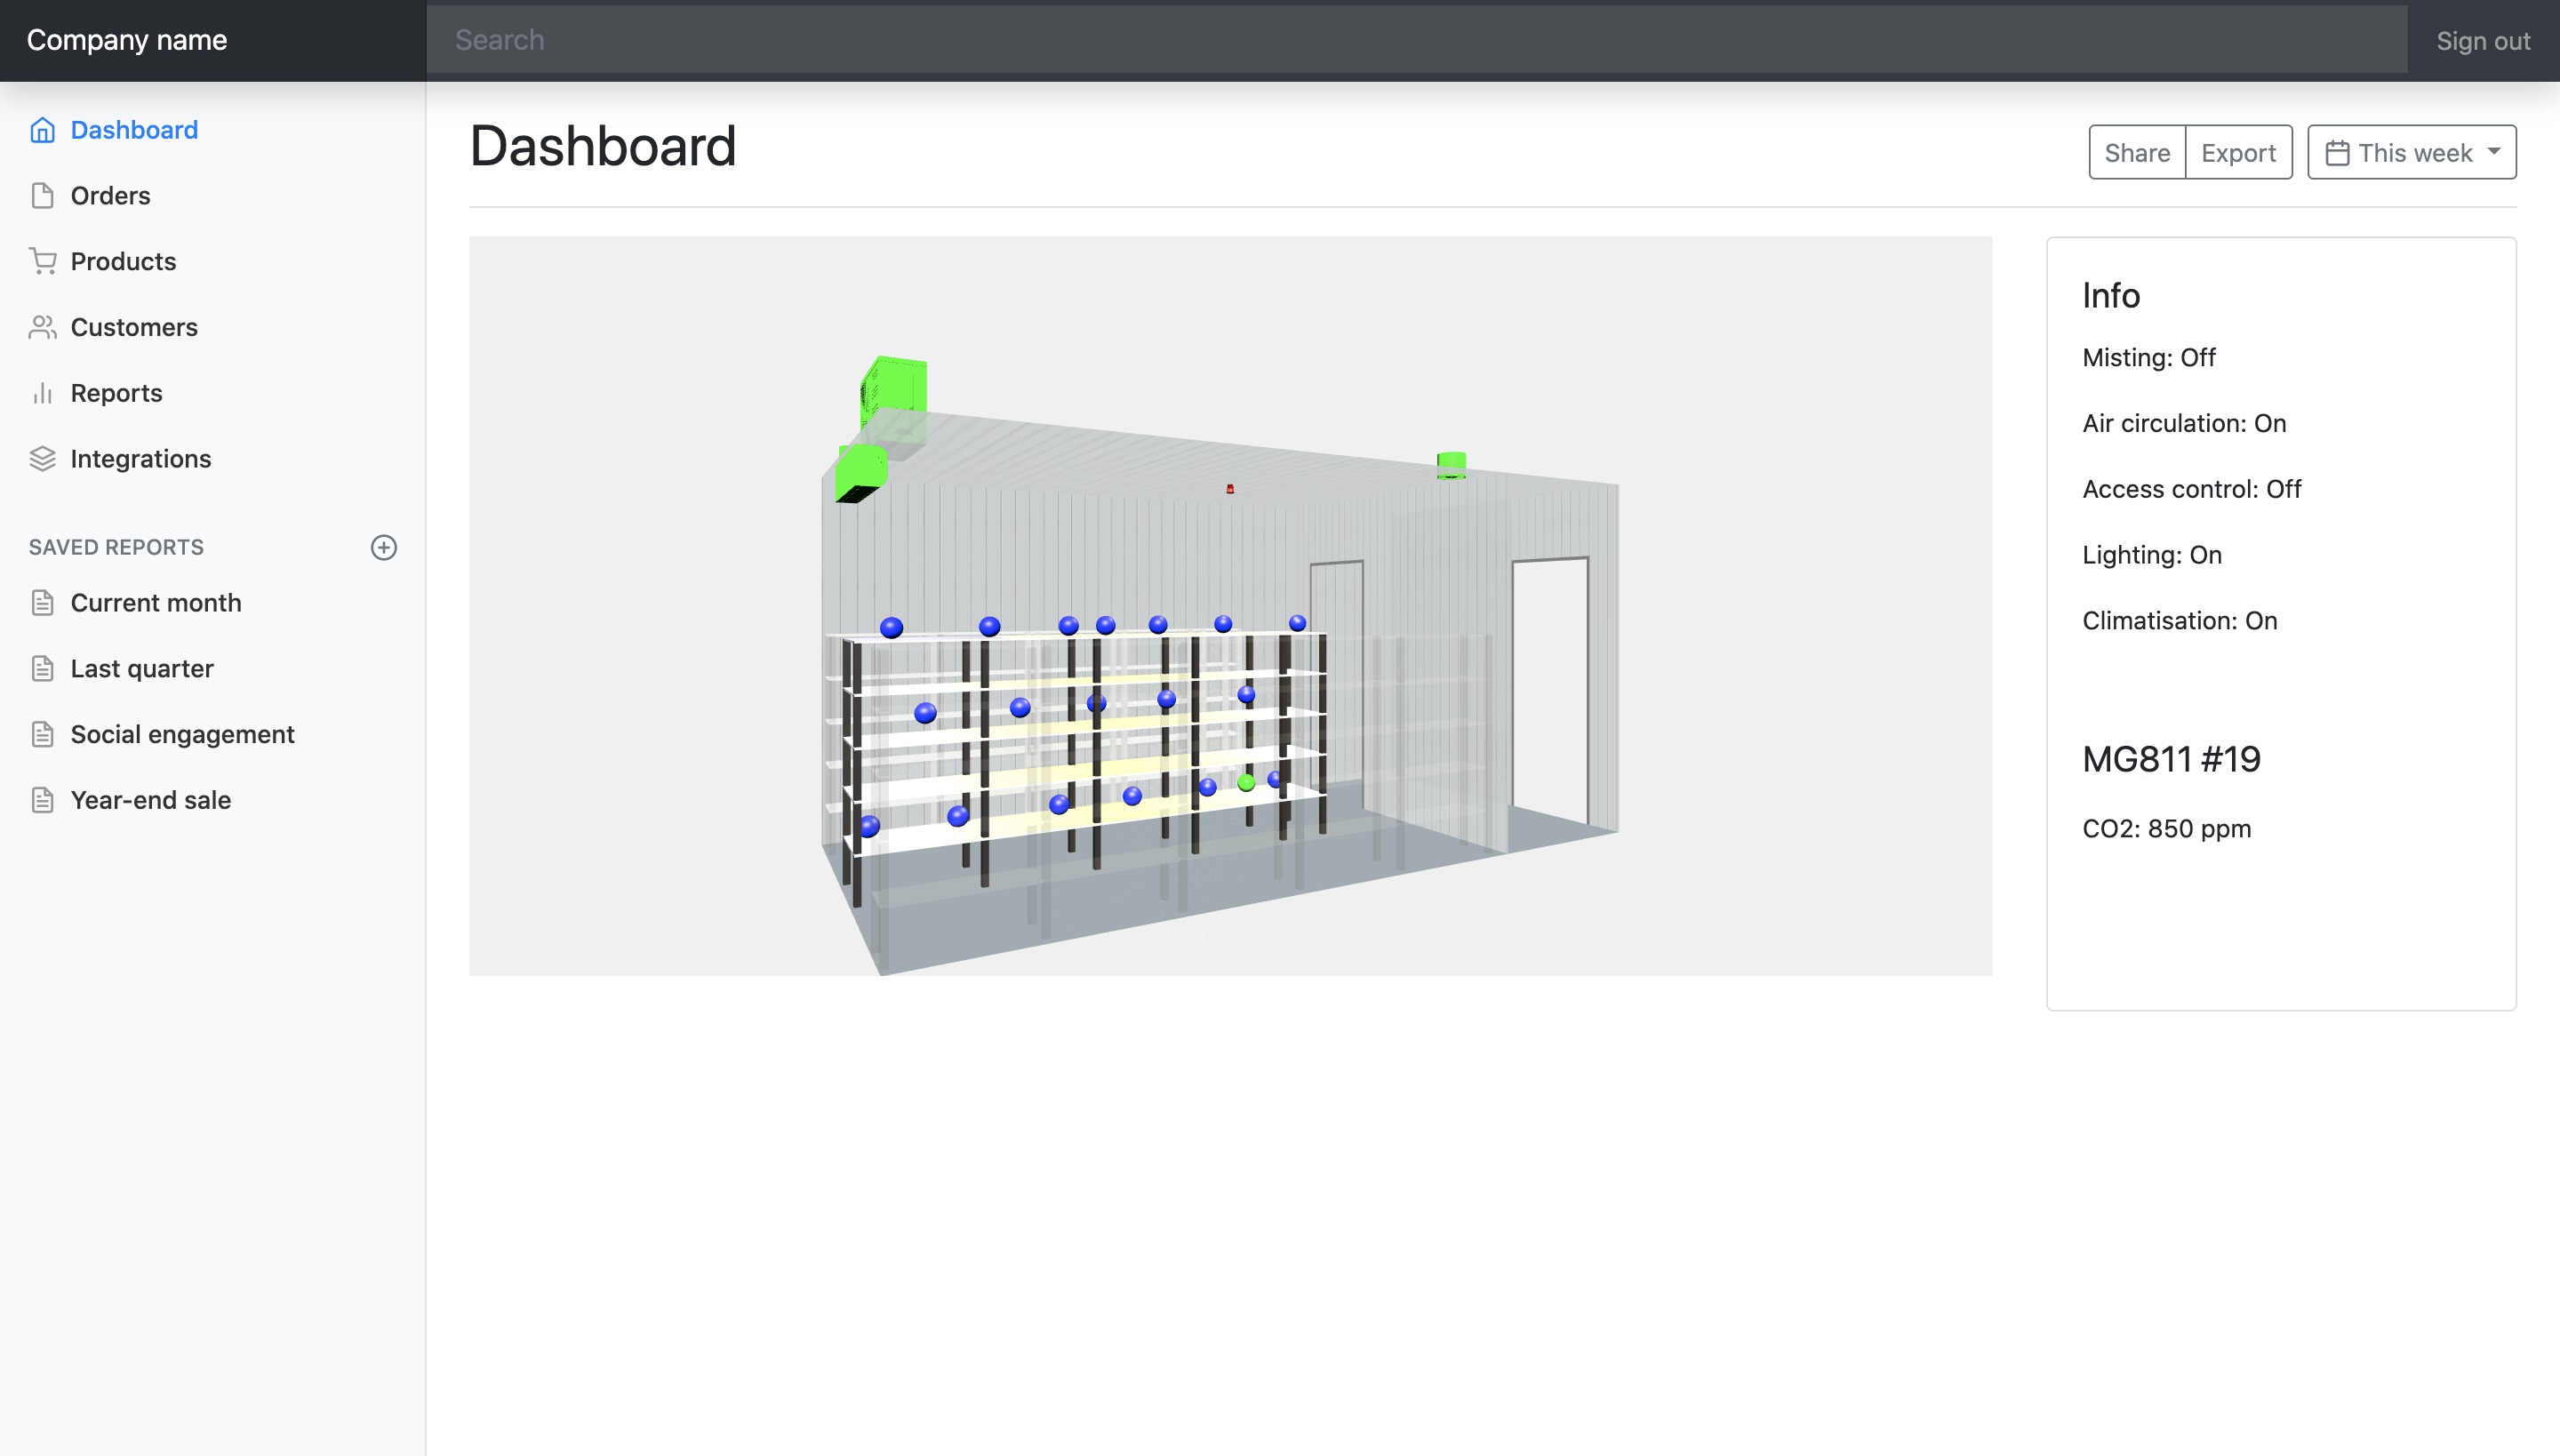 Company name
Search
Sign out
Dashboard
Orders
Products
Customers
Reports
Integrations
SAVED REPORTS
Current month
Last quarter
Social engagement
Year-end sale
Dashboard
Share
Export
This week
Info
Misting: Off
Air circulation: On
Access control: Off
Lighting: On
Climatisation: On
MG811 #19
CO2: 850 ppm